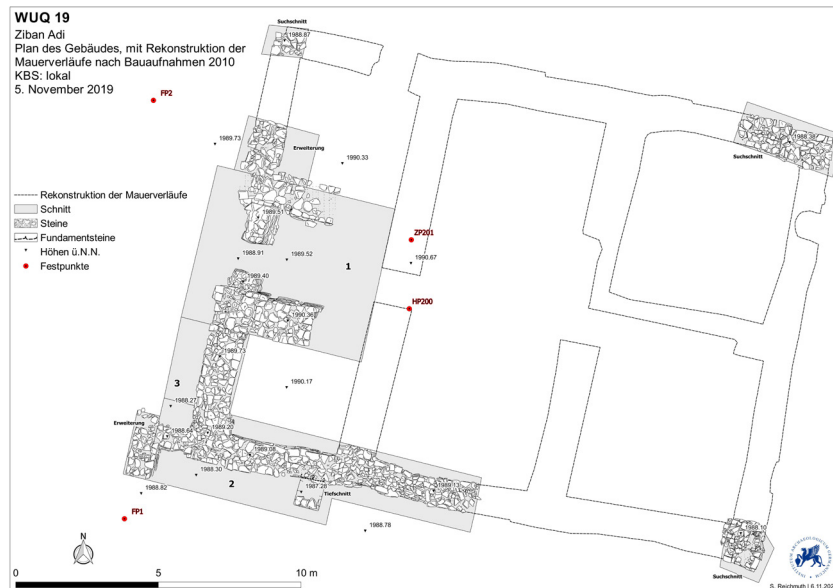 WUQ 19
Ziban Adi
Plan des Gebäudes, mit Rekonstruktion der
Mauerverläufe nach Bauaufnahmen 2010
KBS: lokal
5. November 2019
Suchschnitt
1988.87
FP2
1989.73
Erweiterung
1990.33
1988.38
Suchschnitt
Rekonstruktion der Mauerverläufe
Schnitt
Steine
Fundamentsteine
Höhen ü.N.N.
Festpunkte
1989.51
ZP201
1988.91
1989.52
1
1990.67
1989.40
HP200
1990.36
1989.73
3
1990.17
1988.27
Erweiterung
1988.64
1989.20
1989.08
1988.30
2
1987.28
Tiefschnitt
1989.13
1988.82
FP1
1988.78
1988.10
Suchschnitt
N
0
5
10 m